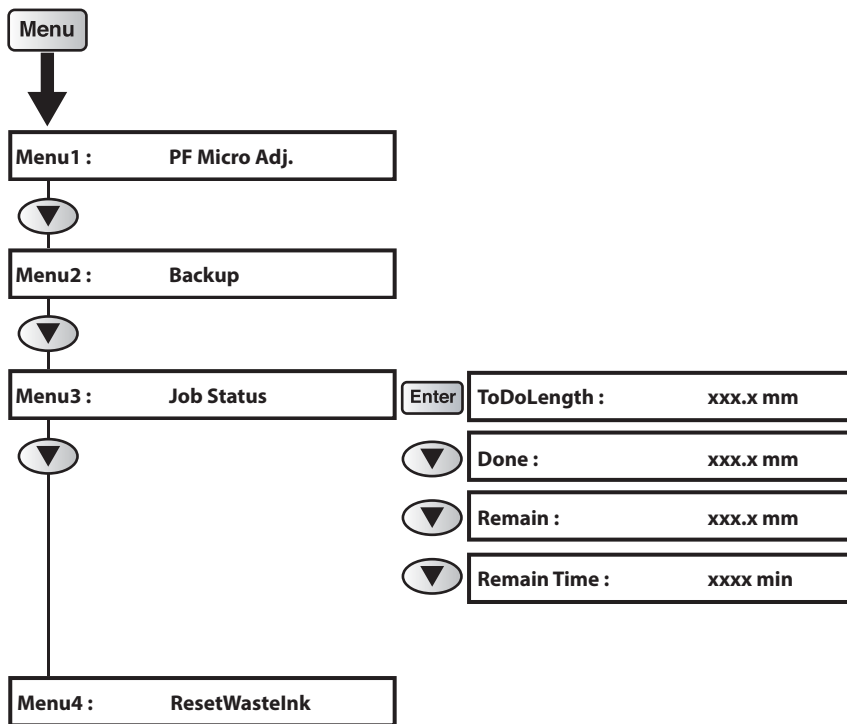 Menu
Menu1 : PF Micro Adj.
Menu2 : Backup
Menu3 : Job Status
Enter
ToDoLength : xxx.x mm
Done : xxx.x mm
Remain : xxx.x mm
Remain Time : xxxx min
Menu4 : ResetWasteInk